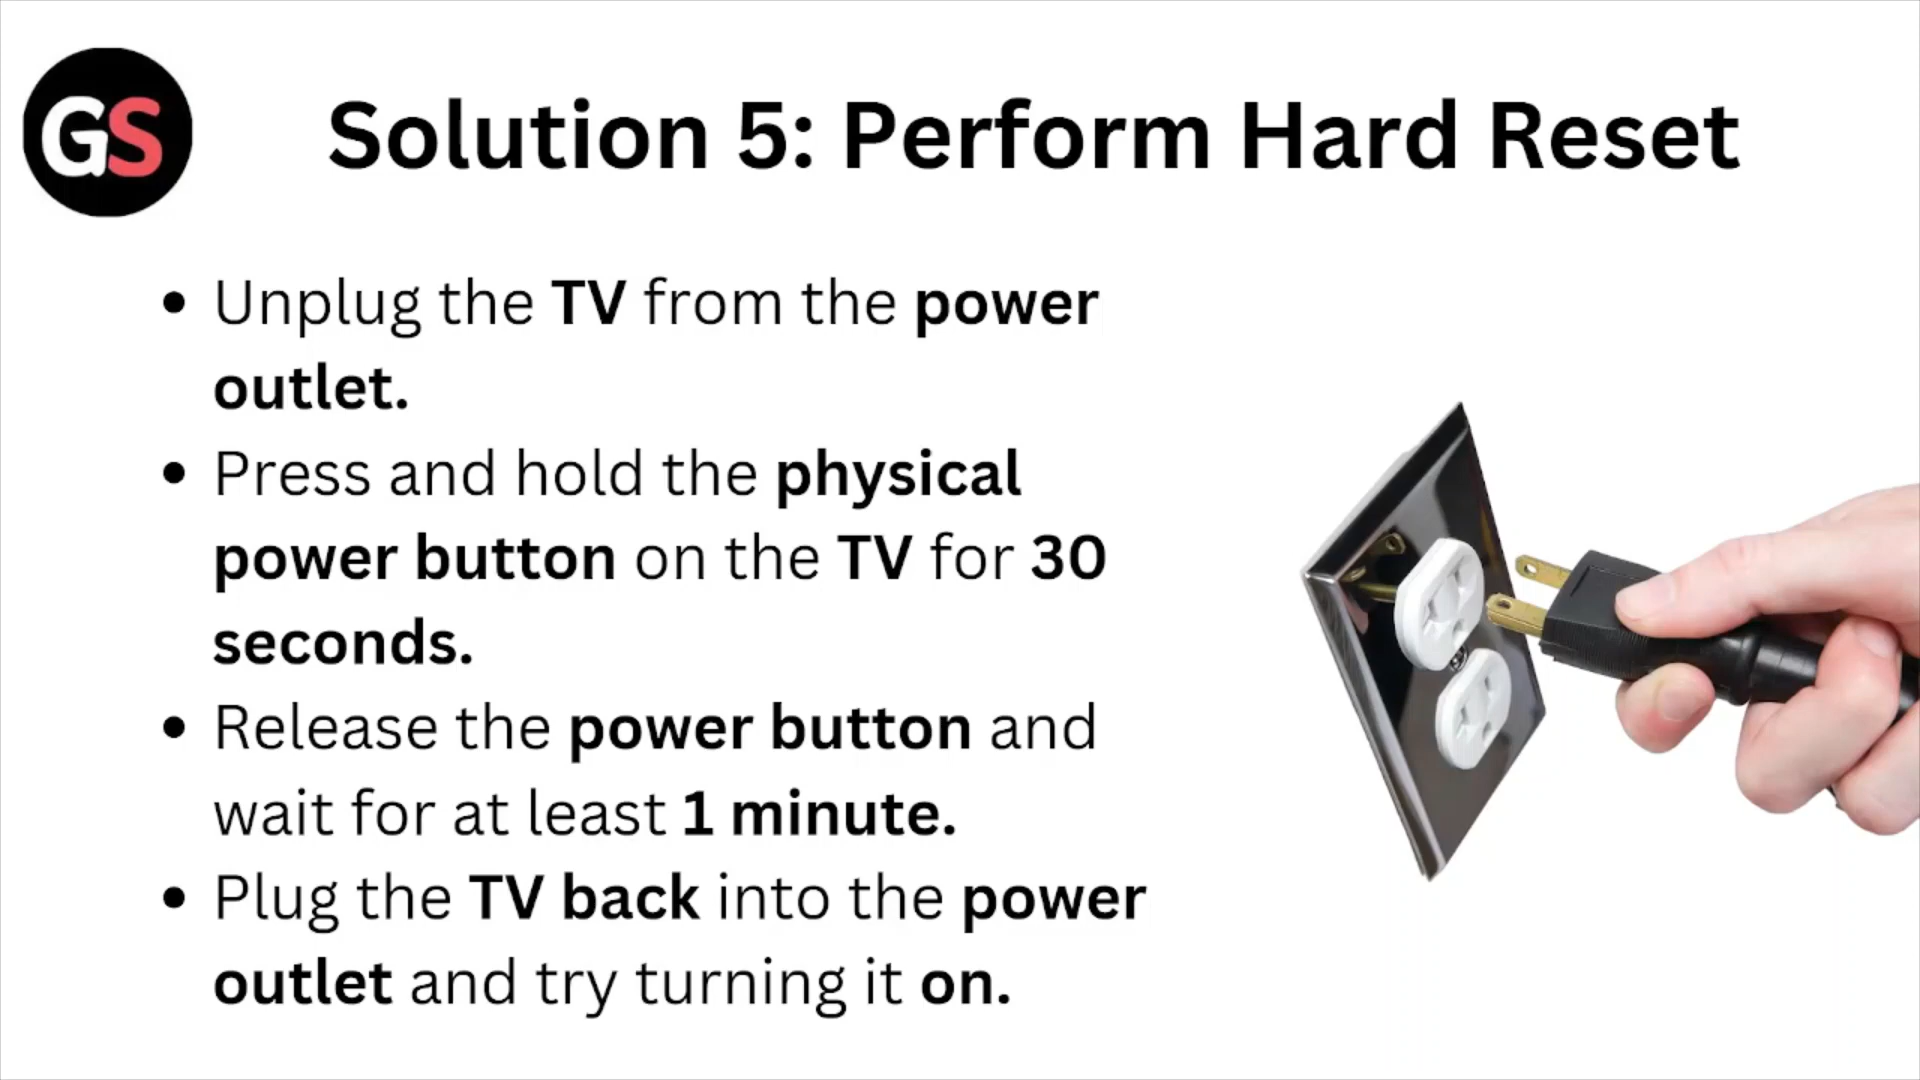 GS
Solution 5: Perform Hard Reset
• Unplug the TV from the power
outlet.
• Press and hold the physical
power button on the TV for 30
seconds.
• Release the power button and
wait for at least 1 minute.
• Plug the TV back into the power
outlet and try turning it on.